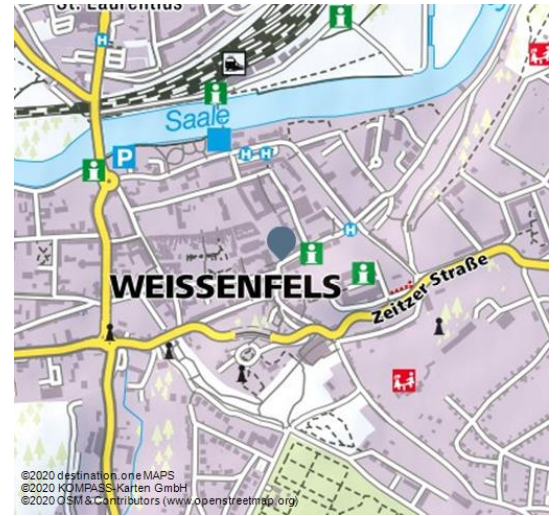 St. Laurentius
H
i
i
Saale
P
H
H
i
H
i
i
WEISSENFELS
Zeitzer Straße
©2020 destination.one MAPS
©2020 KOMPASS-Karten GmbH
©2020 OSM & Contributors (www.openstreetmap.org)